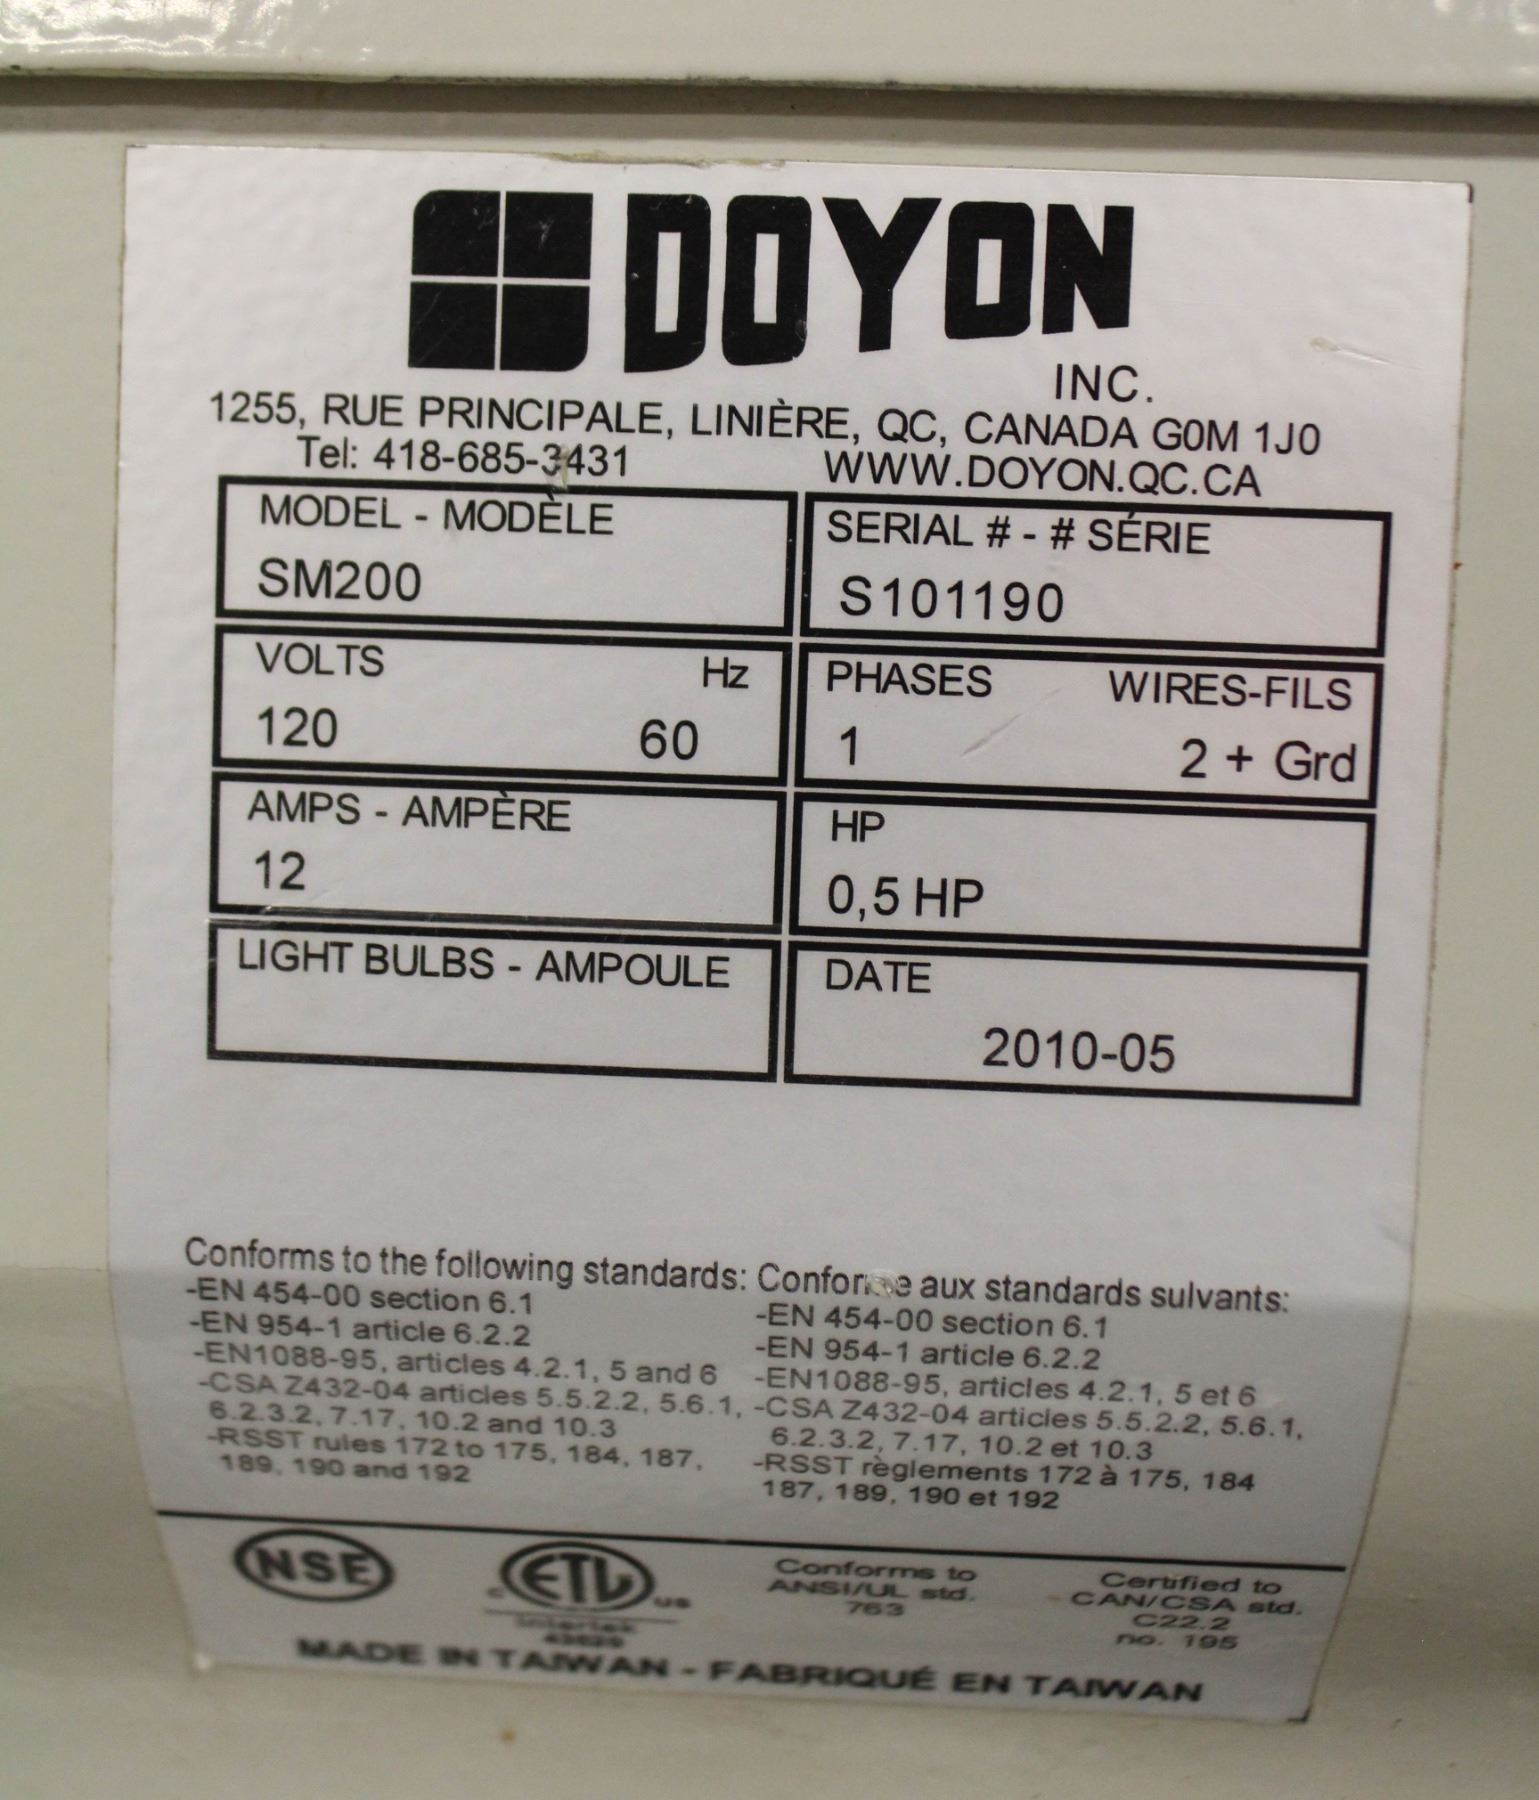 DOYON
INC.
1255, RUE PRINCIPALE, LINIÈRE, QC, CANADA G0M 1J0
Tel: 418-685-3431 WWW.DOYON.QC.CA
MODEL - MODÈLE
SM200
SERIAL # - # SÉRIE
S101190
VOLTS Hz
120 60
PHASES WIRES-FILS
1 2 + Grd
AMPS - AMPÈRE
12
HP
0,5 HP
LIGHT BULBS - AMPOULE
DATE
2010-05
Conforms to the following standards:
-EN 454-00 section 6.1
-EN 954-1 article 6.2.2
-EN1088-95, articles 4.2.1, 5 and 6
-CSA Z432-04 articles 5.5.2.2, 5.6.1,
6.2.3.2, 7.17, 10.2 and 10.3
-RSST rules 172 to 175, 184, 187,
189, 190 and 192
Conforme aux standards sulvants:
-EN 454-00 section 6.1
-EN 954-1 article 6.2.2
-EN1088-95, articles 4.2.1, 5 et 6
-CSA Z432-04 articles 5.5.2.2, 5.6.1,
6.2.3.2, 7.17, 10.2 et 10.3
-RSST règlements 172 à 175, 184
187, 189, 190 et 192
NSF
c ETL us
Intertek
Conforms to
ANSI/UL std.
763
Certified to
CAN/CSA std.
C22.2
no. 195
MADE IN TAIWAN - FABRIQUÉ EN TAIWAN